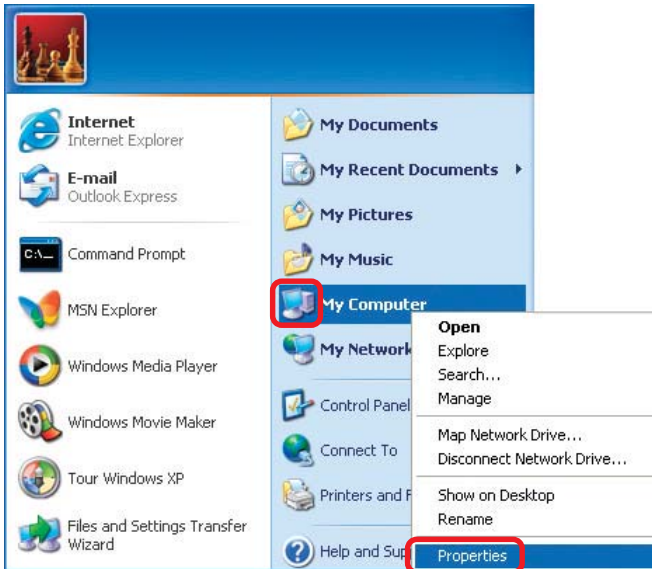 Internet
Internet Explorer
E-mail
Outlook Express
C:\_
Command Prompt
MSN Explorer
Windows Media Player
Windows Movie Maker
Tour Windows XP
Files and Settings Transfer
Wizard
My Documents
My Recent Documents
My Pictures
My Music
My Computer
My Network
Control Panel
Connect To
Printers and F
Help and Sup
Open
Explore
Search...
Manage
Map Network Drive...
Disconnect Network Drive...
Show on Desktop
Rename
Properties